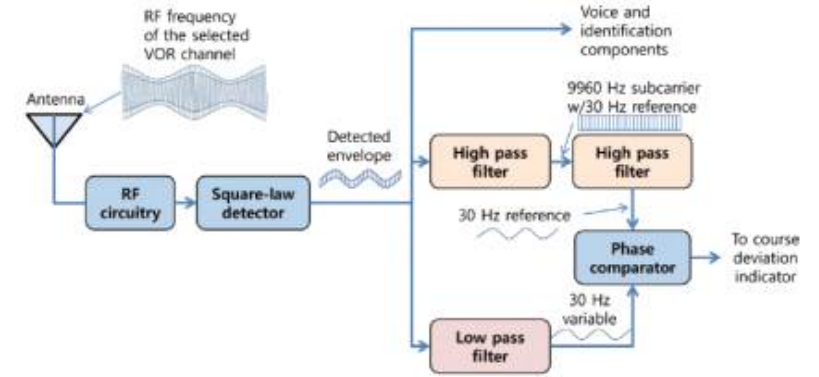 RF frequency
of the selected
VOR channel
Antenna
RF
circuitry
Square-law
detector
Detected
envelope
Voice and
identification
components
9960 Hz subcarrier
w/30 Hz reference
High pass
filter
High pass
filter
30 Hz reference
Phase
comparator
To course
deviation
indicator
30 Hz
variable
Low pass
filter